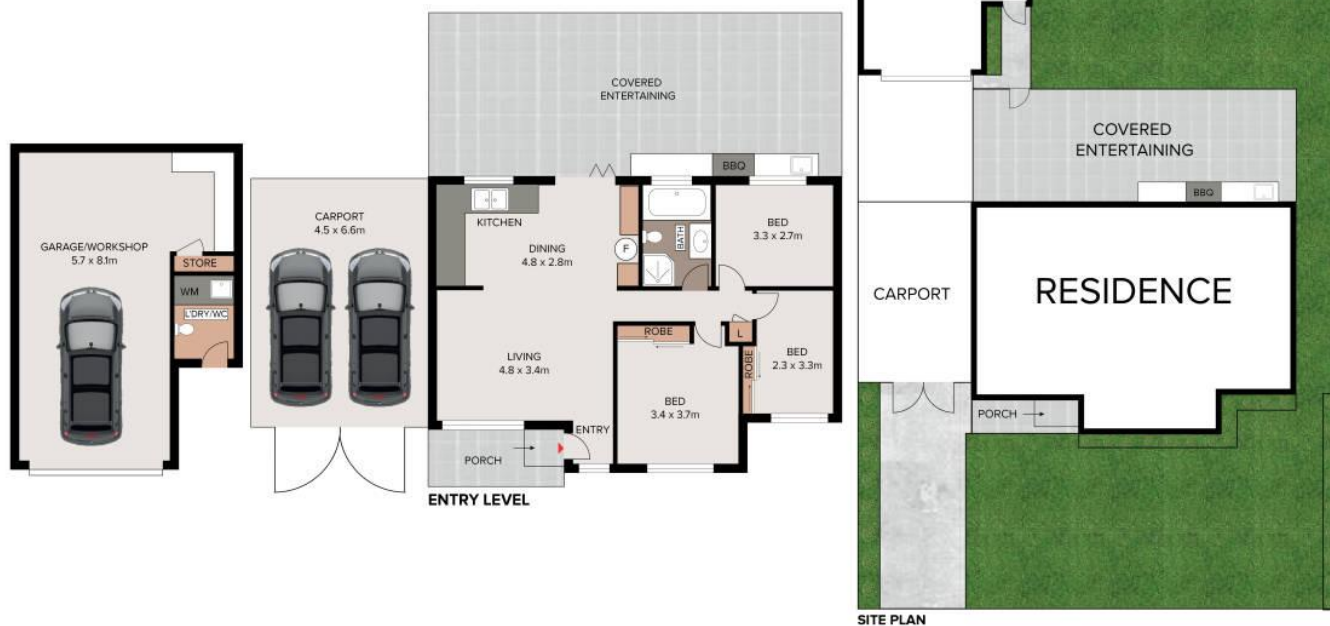 COVERED
ENTERTAINING
BBQ
GARAGE/WORKSHOP
5.7 x 8.1m
STORE
WM
L'DRY/WC
CARPORT
4.5 x 6.6m
KITCHEN
DINING
4.8 x 2.8m
F
BATH
BED
3.3 x 2.7m
LIVING
4.8 x 3.4m
ROBE
L
ROBE
BED
2.3 x 3.3m
BED
3.4 x 3.7m
ENTRY
PORCH
ENTRY LEVEL
COVERED
ENTERTAINING
BBQ
CARPORT
RESIDENCE
PORCH
SITE PLAN